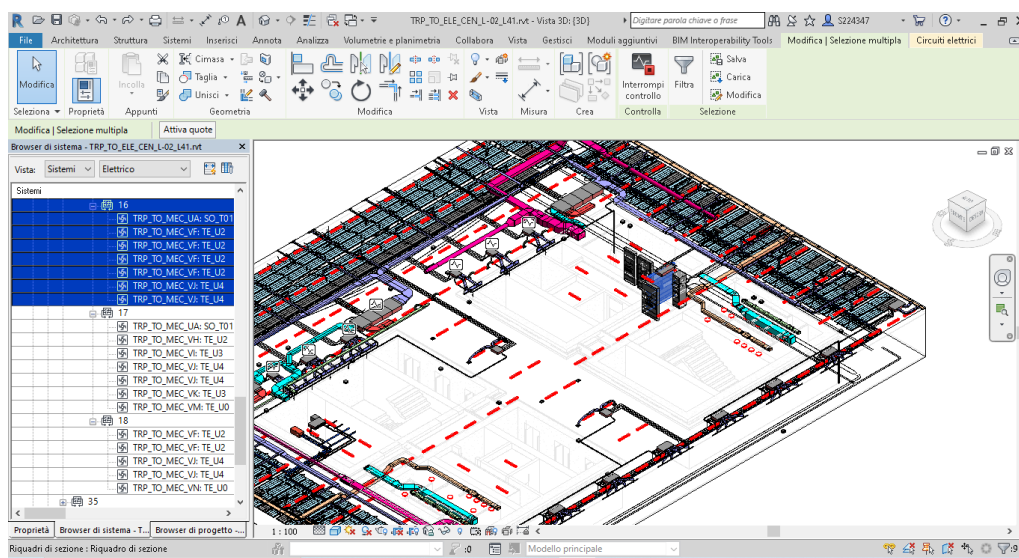 TRP_TO_ELE_CEN_L-02_L41.rvt - Vista 3D: {3D}
Digitare parola chiave o frase
S224347
File Architettura Struttura Sistemi Inserisci Annota Analizza Volumetrie e planimetria Collabora Vista Gestisci Moduli aggiuntivi BIM Interoperability Tools Modifica | Selezione multipla Circuiti elettrici
Modifica
Proprietà
Incolla
Cimasa
Taglia
Unisci
Interrompi controllo
Filtra
Salva
Carica
Modifica
Seleziona Proprietà Appunti Geometria Modifica Vista Misura Crea Controlla Selezione
Modifica | Selezione multipla Attiva quote
Browser di sistema - TRP_TO_ELE_CEN_L-02_L41.rvt
Vista: Sistemi Elettrico
Sistemi
16
TRP_TO_MEC_UA: SO_T01
TRP_TO_MEC_VF: TE_U2
TRP_TO_MEC_VF: TE_U2
TRP_TO_MEC_VF: TE_U2
TRP_TO_MEC_VF: TE_U2
TRP_TO_MEC_VJ: TE_U4
TRP_TO_MEC_VJ: TE_U4
17
TRP_TO_MEC_UA: SO_T01
TRP_TO_MEC_VH: TE_U2
TRP_TO_MEC_VI: TE_U3
TRP_TO_MEC_VJ: TE_U4
TRP_TO_MEC_VJ: TE_U4
TRP_TO_MEC_VK: TE_U3
TRP_TO_MEC_VM: TE_U0
18
TRP_TO_MEC_VF: TE_U2
TRP_TO_MEC_VF: TE_U2
TRP_TO_MEC_VJ: TE_U4
TRP_TO_MEC_VJ: TE_U4
TRP_TO_MEC_VN: TE_U0
35
Proprietà Browser di sistema - T... Browser di progetto -...
1 : 100
Riquadri di sezione : Riquadro di sezione
:0
Modello principale
:9